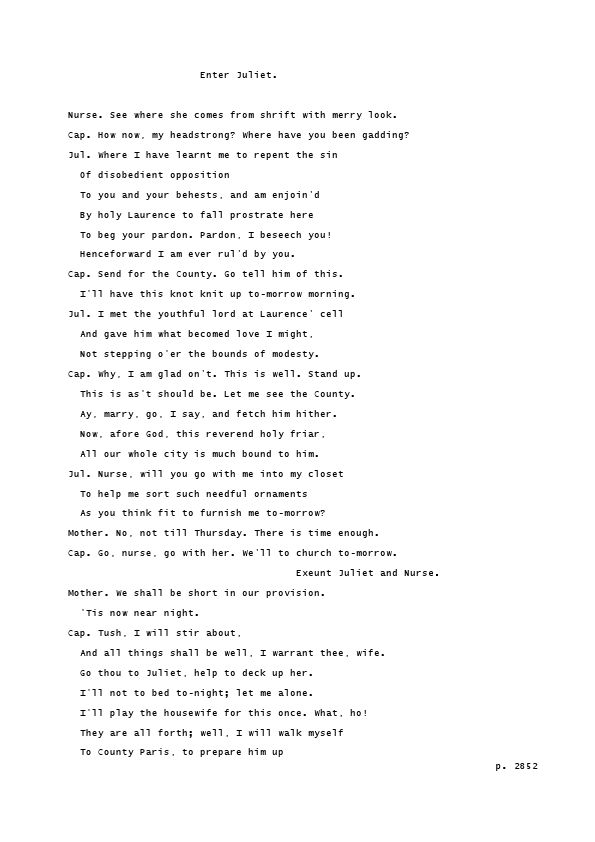 Enter Juliet.
Nurse. See where she comes from shrift with merry look.
Cap. How now, my headstrong? Where have you been gadding?
Jul. Where I have learnt me to repent the sin
Of disobedient opposition
To you and your behests, and am enjoin'd
By holy Laurence to fall prostrate here
To beg your pardon. Pardon, I beseech you!
Henceforward I am ever rul'd by you.
Cap. Send for the County. Go tell him of this.
I'll have this knot knit up to-morrow morning.
Jul. I met the youthful lord at Laurence' cell
And gave him what becomed love I might,
Not stepping o'er the bounds of modesty.
Cap. Why, I am glad on't. This is well. Stand up.
This is as't should be. Let me see the County.
Ay, marry, go, I say, and fetch him hither.
Now, afore God, this reverend holy friar,
All our whole city is much bound to him.
Jul. Nurse, will you go with me into my closet
To help me sort such needful ornaments
As you think fit to furnish me to-morrow?
Mother. No, not till Thursday. There is time enough.
Cap. Go, nurse, go with her. We'll to church to-morrow.
Exeunt Juliet and Nurse.
Mother. We shall be short in our provision.
'Tis now near night.
Cap. Tush, I will stir about,
And all things shall be well, I warrant thee, wife.
Go thou to Juliet, help to deck up her.
I'll not to bed to-night; let me alone.
I'll play the housewife for this once. What, ho!
They are all forth; well, I will walk myself
To County Paris, to prepare him up
p. 2852